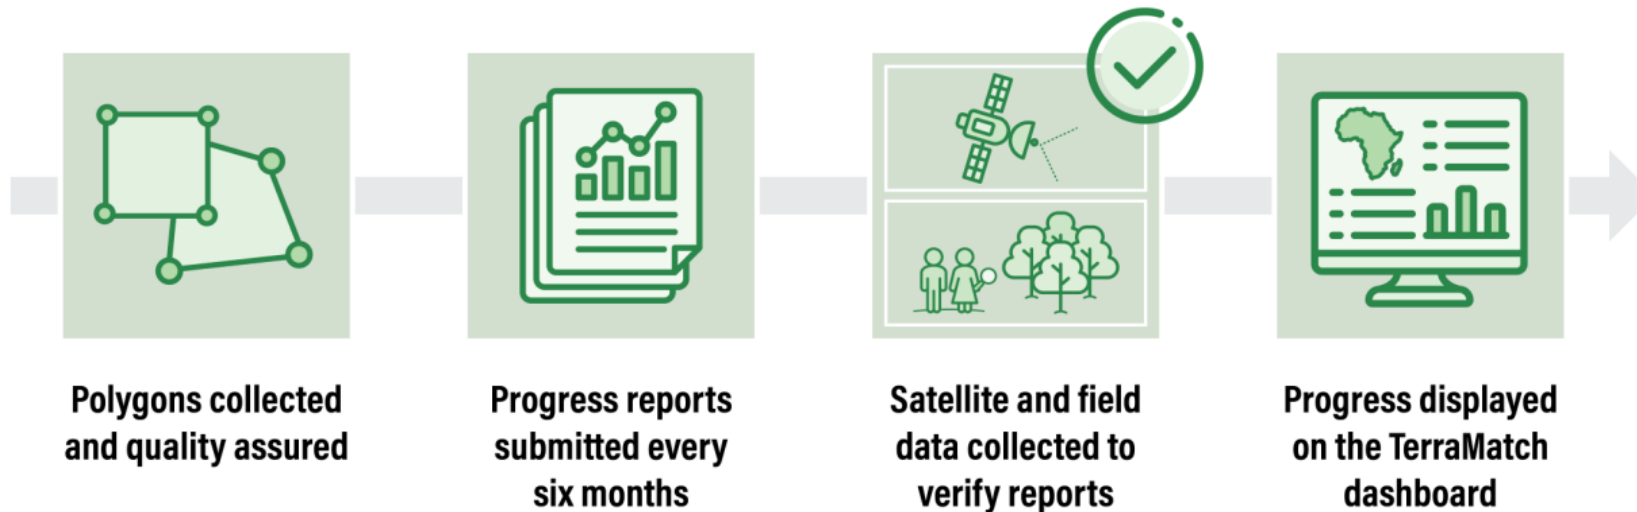 Polygons collected
and quality assured
Progress reports
submitted every
six months
Satellite and field
data collected to
verify reports
Progress displayed
on the TerraMatch
dashboard